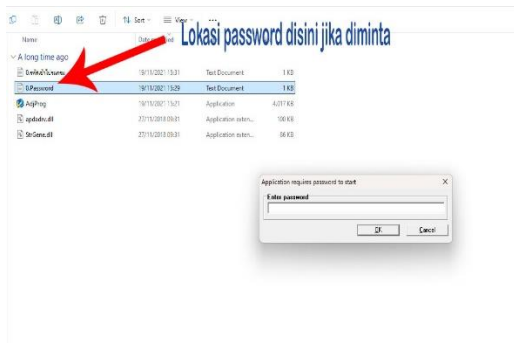 Sort
View
Lokasi password disini jika diminta
Name
A long time ago
19/11/2021 13:31 Text Document 1 KB
0.Password 19/11/2021 15:29 Text Document 1 KB
AdjProg 19/11/2021 15:21 Application 4.017 KB
apdadrv.dll 27/11/2018 09:31 Application exten... 100 KB
StrGene.dll 27/11/2018 09:31 Application exten... 66 KB
Application requires password to start
Enter password
OK
Cancel